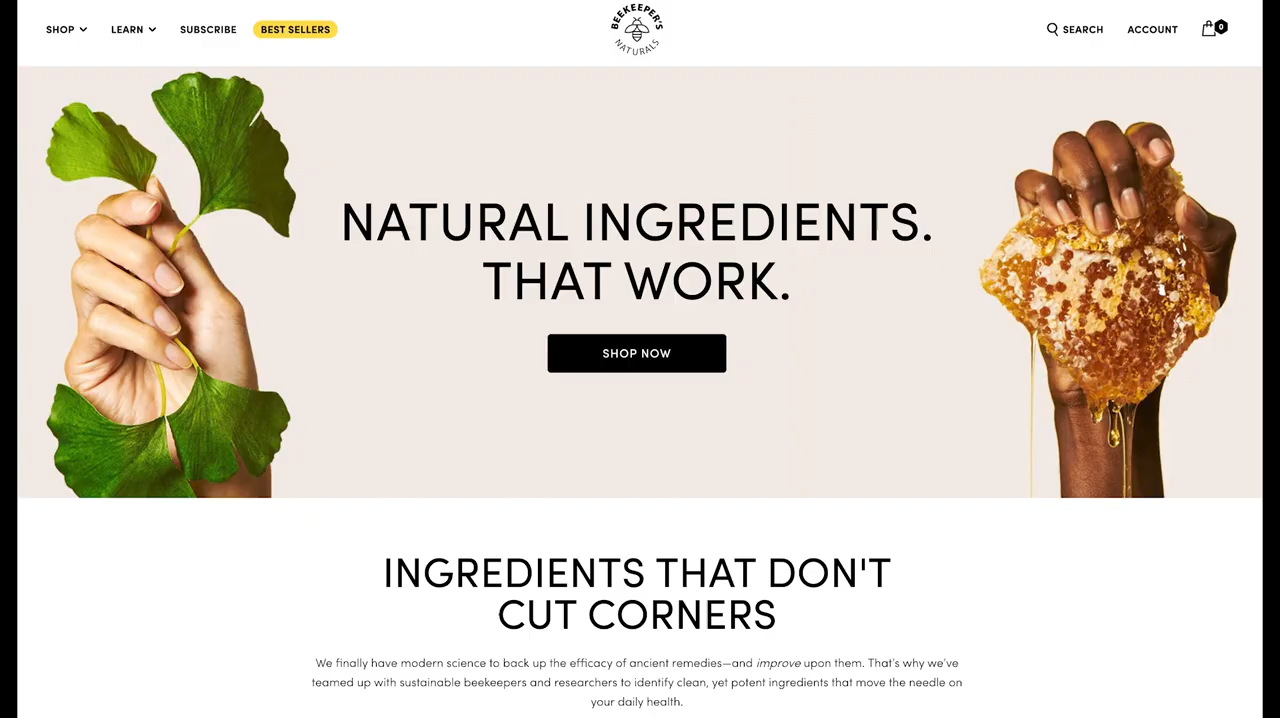 SHOP
LEARN
SUBSCRIBE
BEST SELLERS
BEEKEEPER'S
NATURALS
SEARCH
ACCOUNT
0
NATURAL INGREDIENTS.
THAT WORK.
SHOP NOW
INGREDIENTS THAT DON'T
CUT CORNERS
We finally have modern science to back up the efficacy of ancient remedies—and improve upon them. That's why we've
teamed up with sustainable beekeepers and researchers to identify clean, yet potent ingredients that move the needle on
your daily health.